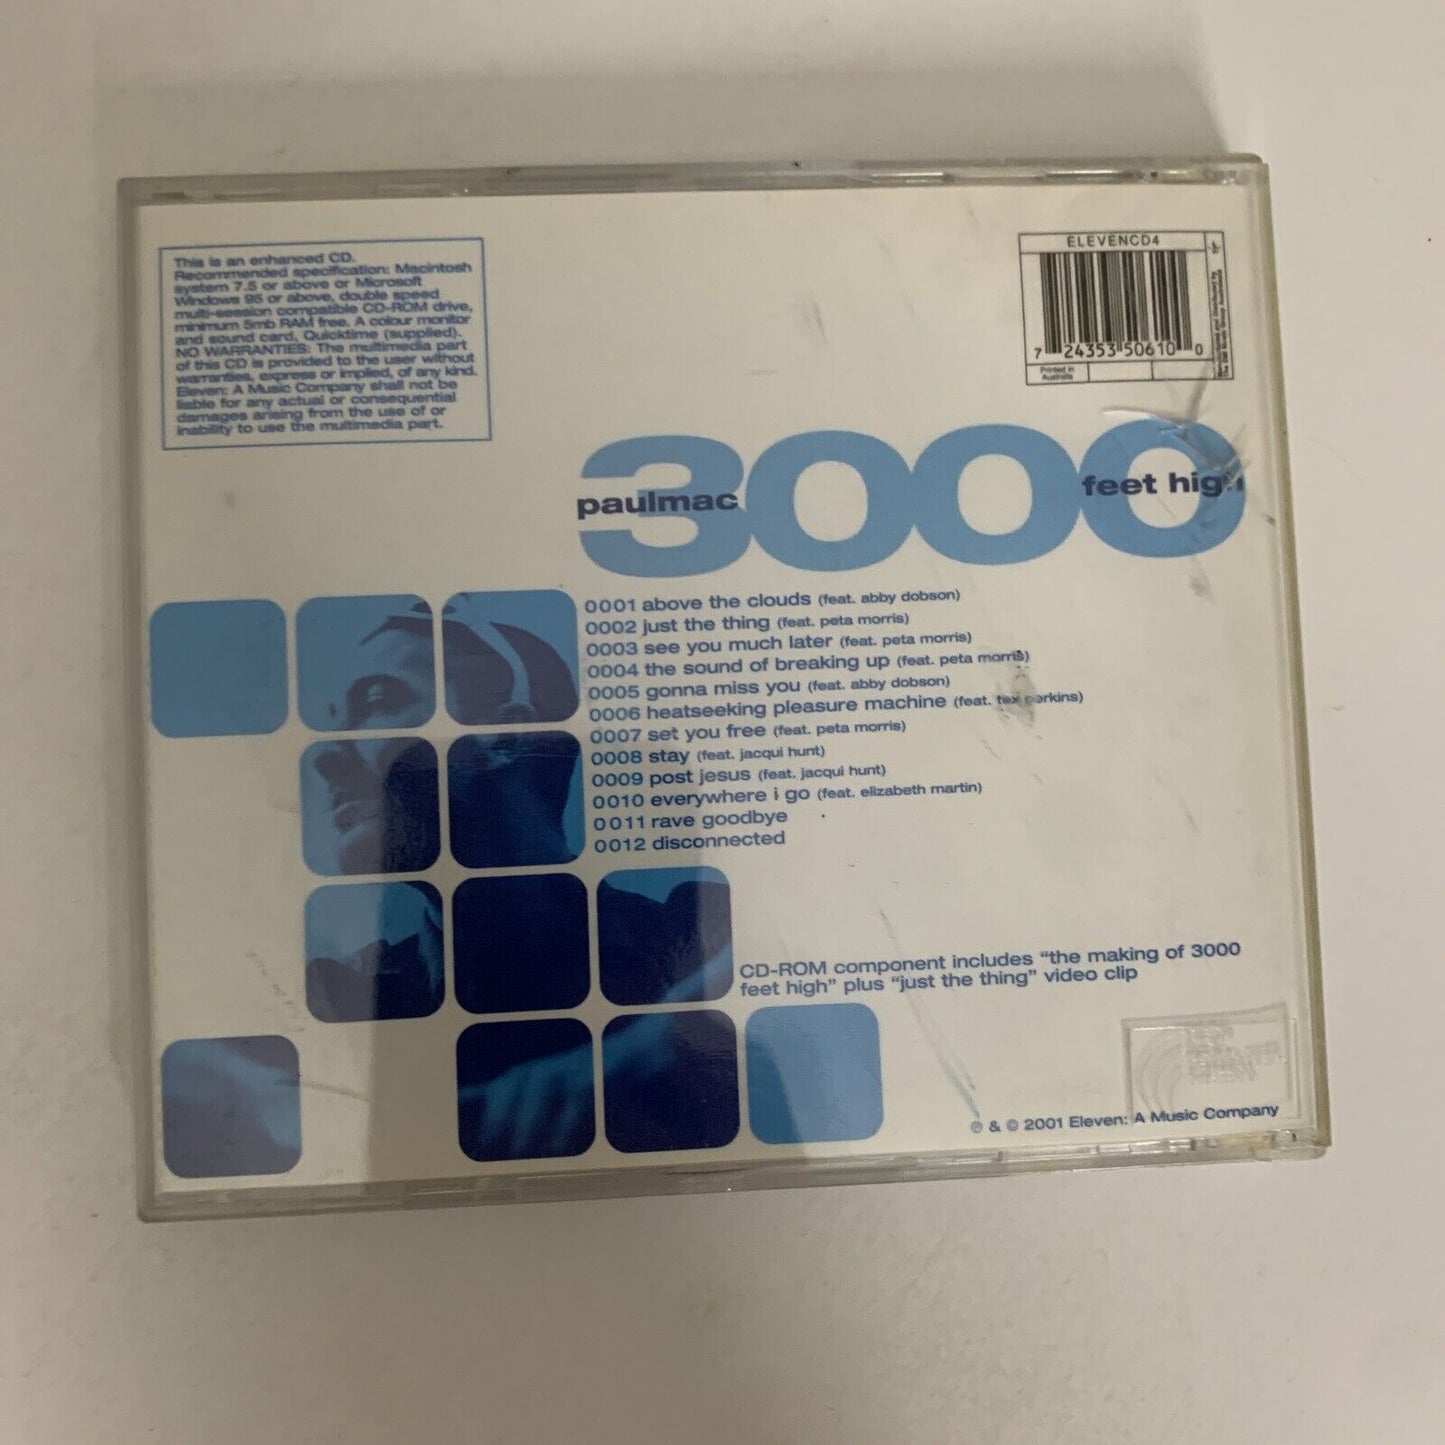 This is an enhanced CD.
Recommended specification: Macintosh
system 7.5 or above or Microsoft
Windows 95 or above, double speed
multi-session compatible CD-ROM drive,
minimum 5mb RAM free. A colour monitor
and sound card, Quicktime (supplied).
NO WARRANTIES: The multimedia part
of this CD is provided to the user without
warranties, express or implied, of any kind.
Eleven: A Music Company shall not be
liable for any actual or consequential
damages arising from the use of or
inability to use the multimedia part.
ELEVENCD4
7 24353 50610 0
Printed in
Australia
3000
paulmac
feet high
0001 above the clouds (feat. abby dobson)
0002 just the thing (feat. peta morris)
0003 see you much later (feat. peta morris)
0004 the sound of breaking up (feat. peta morris)
0005 gonna miss you (feat. abby dobson)
0006 heatseeking pleasure machine (feat. tex perkins)
0007 set you free (feat. peta morris)
0008 stay (feat. jacqui hunt)
0009 post jesus (feat. jacqui hunt)
0010 everywhere i go (feat. elizabeth martin)
0011 rave goodbye
0012 disconnected
CD-ROM component includes “the making of 3000
feet high” plus “just the thing” video clip
℗ & © 2001 Eleven: A Music Company